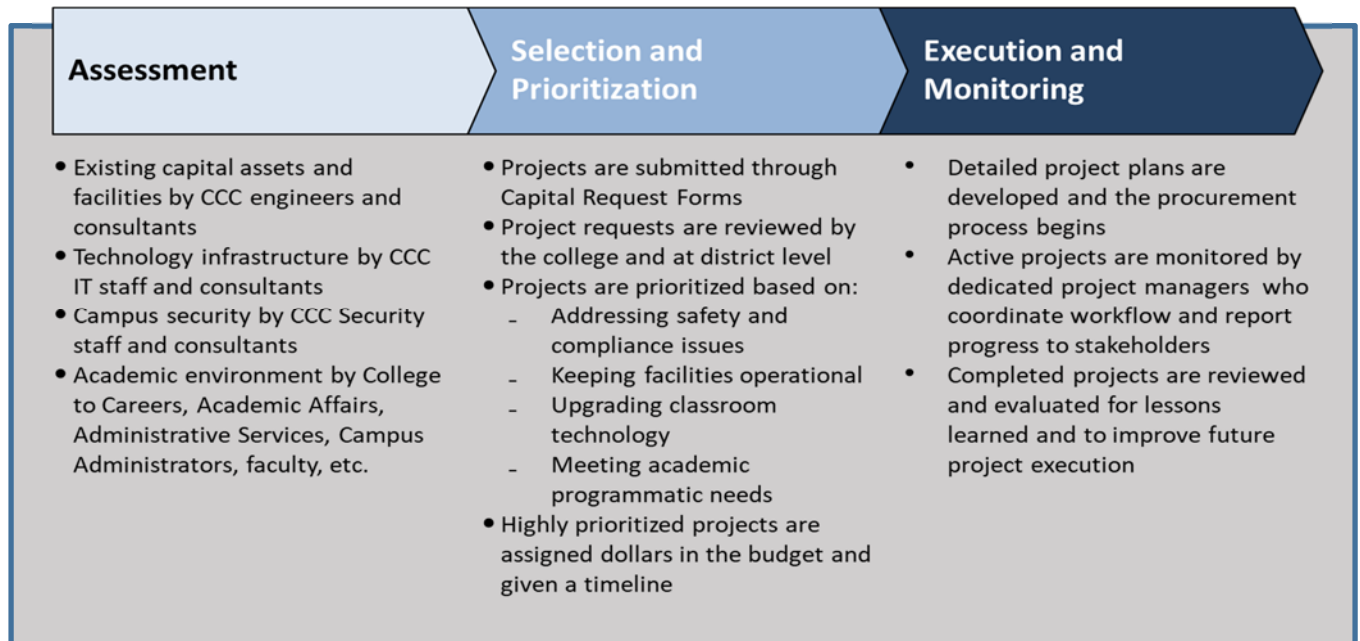 Assessment
• Existing capital assets and
facilities by CCC engineers and
consultants
• Technology infrastructure by CCC
IT staff and consultants
• Campus security by CCC Security
staff and consultants
• Academic environment by College
to Careers, Academic Affairs,
Administrative Services, Campus
Administrators, faculty, etc.
Selection and
Prioritization
• Projects are submitted through
Capital Request Forms
• Project requests are reviewed by
the college and at district level
• Projects are prioritized based on:
- Addressing safety and
compliance issues
- Keeping facilities operational
- Upgrading classroom
technology
- Meeting academic
programmatic needs
• Highly prioritized projects are
assigned dollars in the budget and
given a timeline
Execution and
Monitoring
• Detailed project plans are
developed and the procurement
process begins
• Active projects are monitored by
dedicated project managers who
coordinate workflow and report
progress to stakeholders
• Completed projects are reviewed
and evaluated for lessons
learned and to improve future
project execution